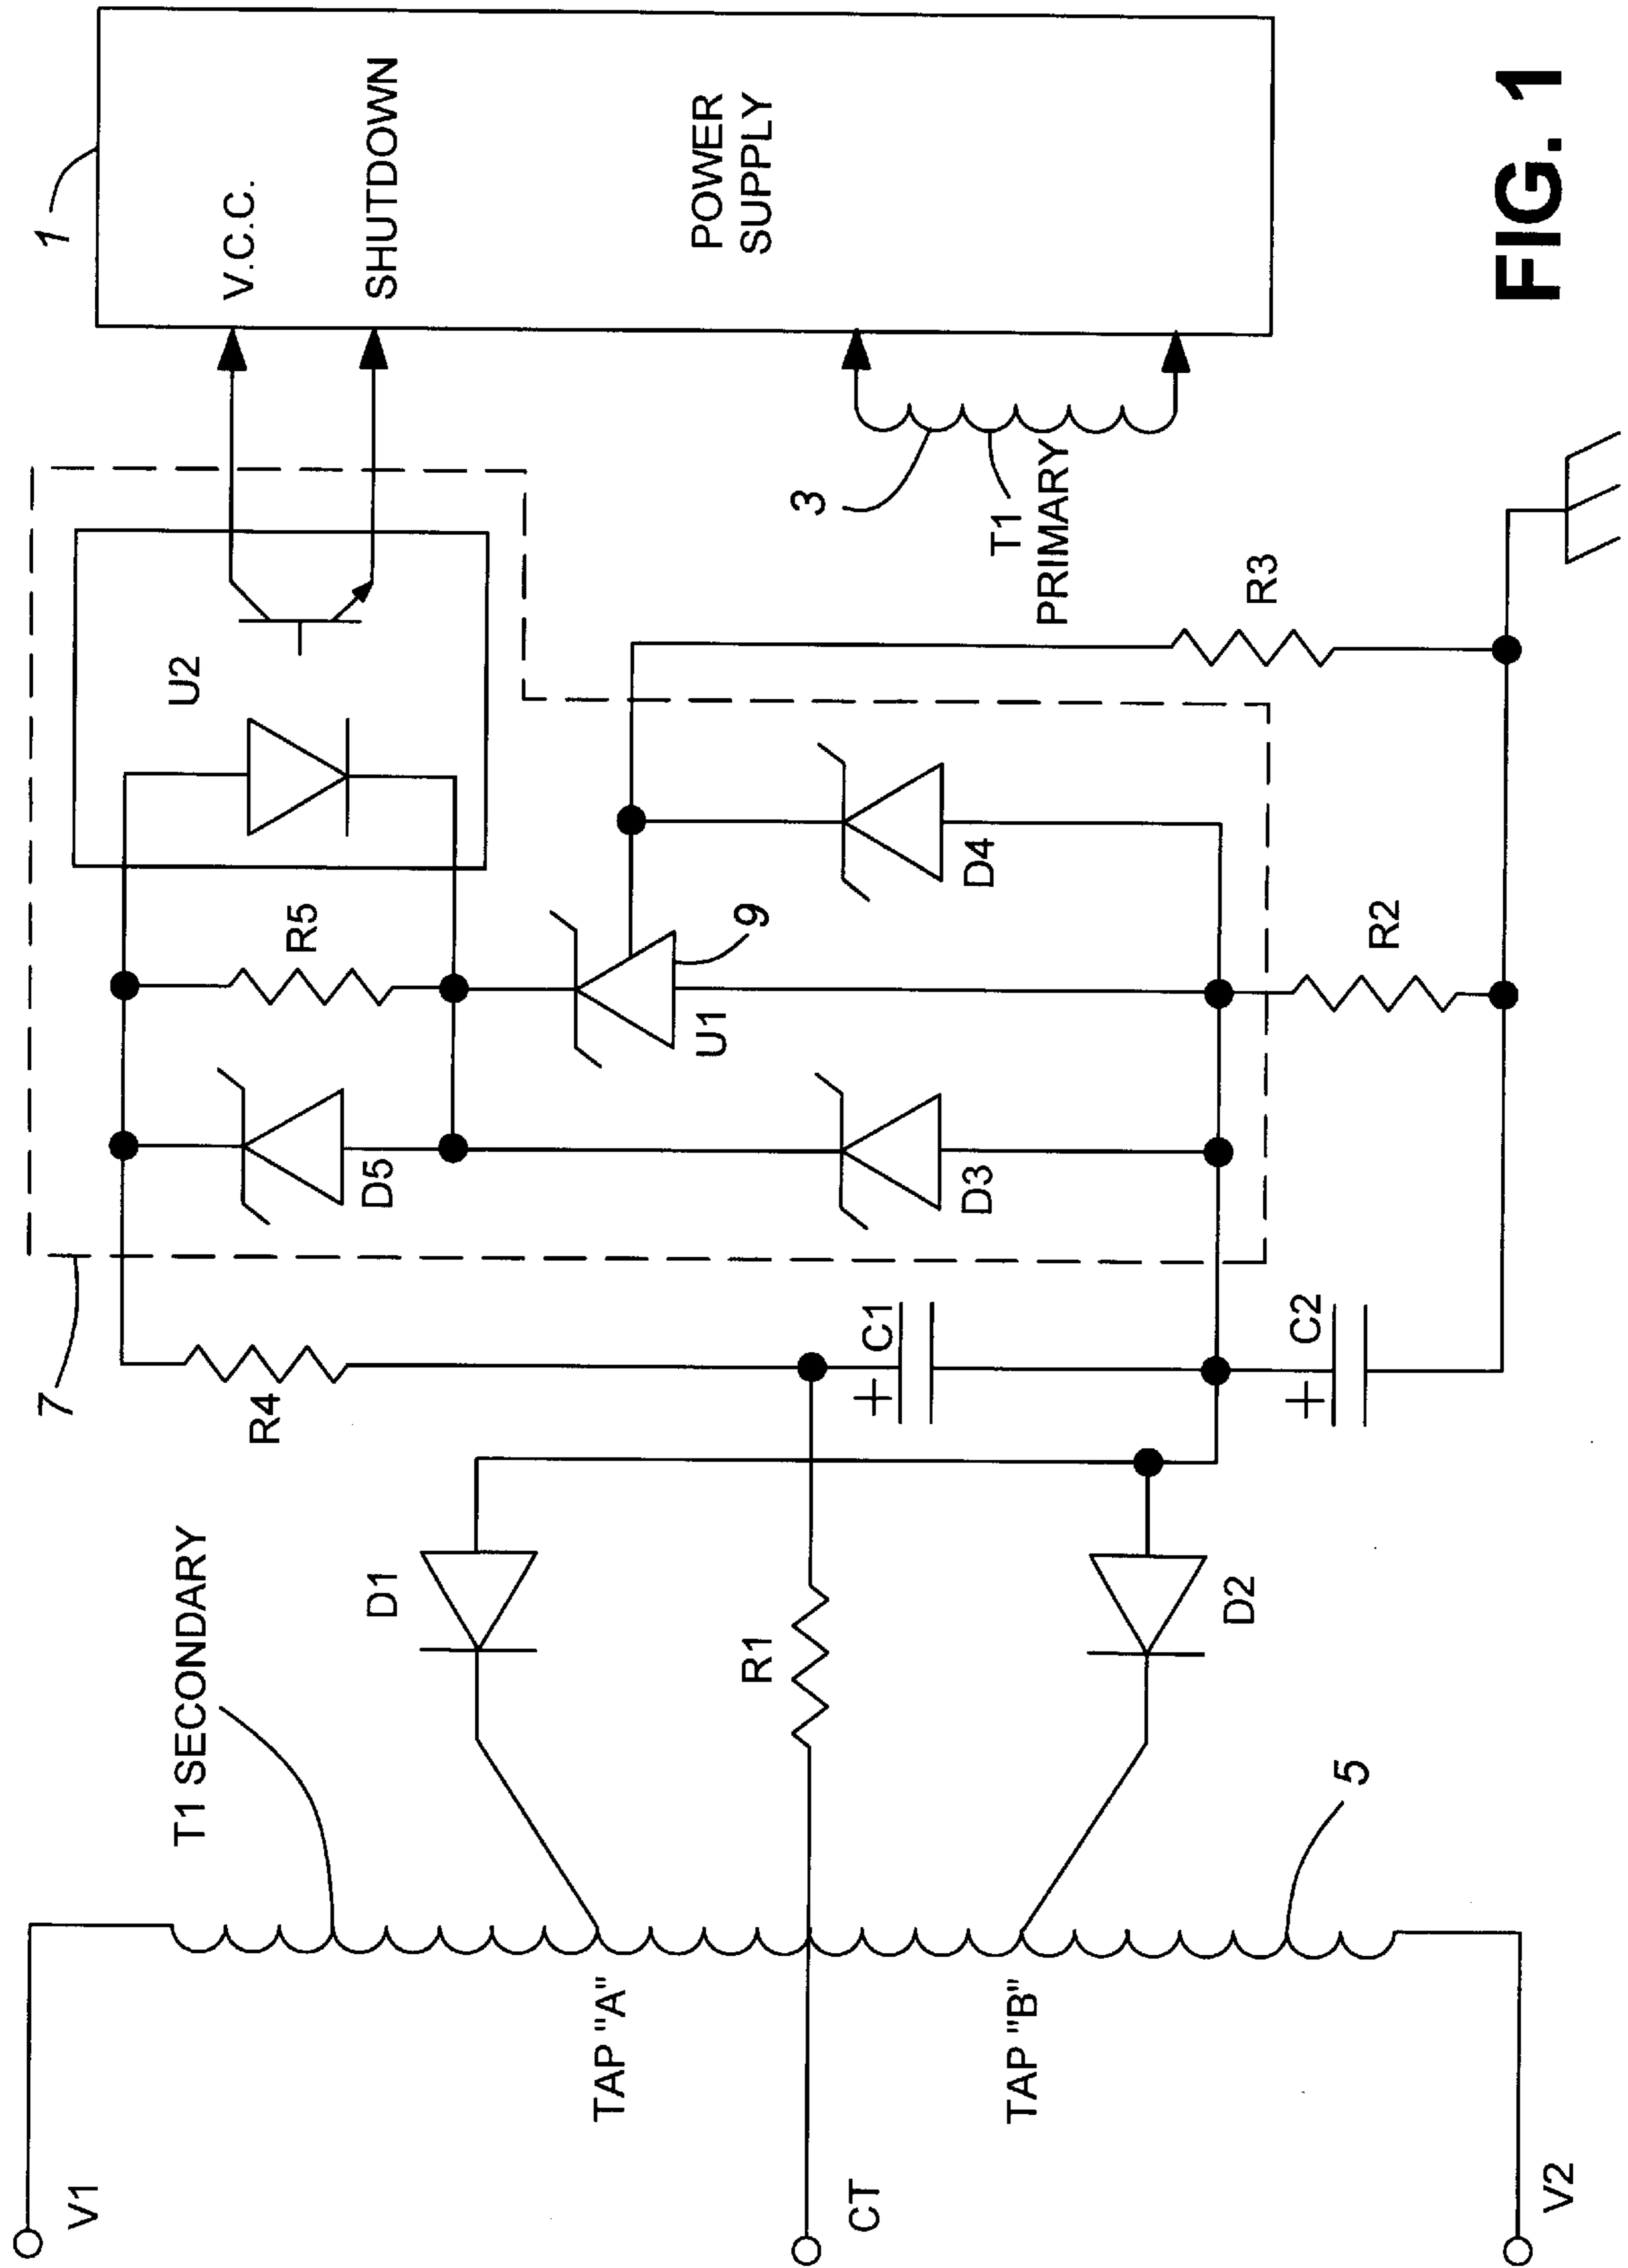 1
V.C.C.
SHUTDOWN
POWER
SUPPLY
7
U2
R5
D5
U1
9
D4
D3
3
T1
PRIMARY
R3
R2
R4
C1
C2
T1 SECONDARY
D1
R1
D2
5
V1
TAP "A"
CT
TAP "B"
V2
+
+
FIG. 1